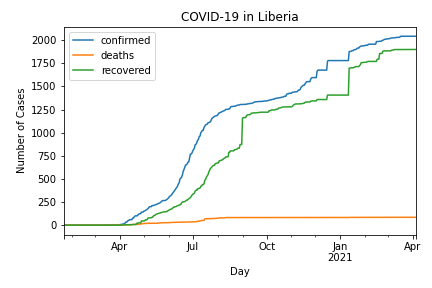 COVID-19 in Liberia
confirmed
deaths
recovered
Number of Cases
2000
1750
1500
1250
1000
750
500
250
0
Apr
Jul
Oct
Jan
2021
Apr
Day